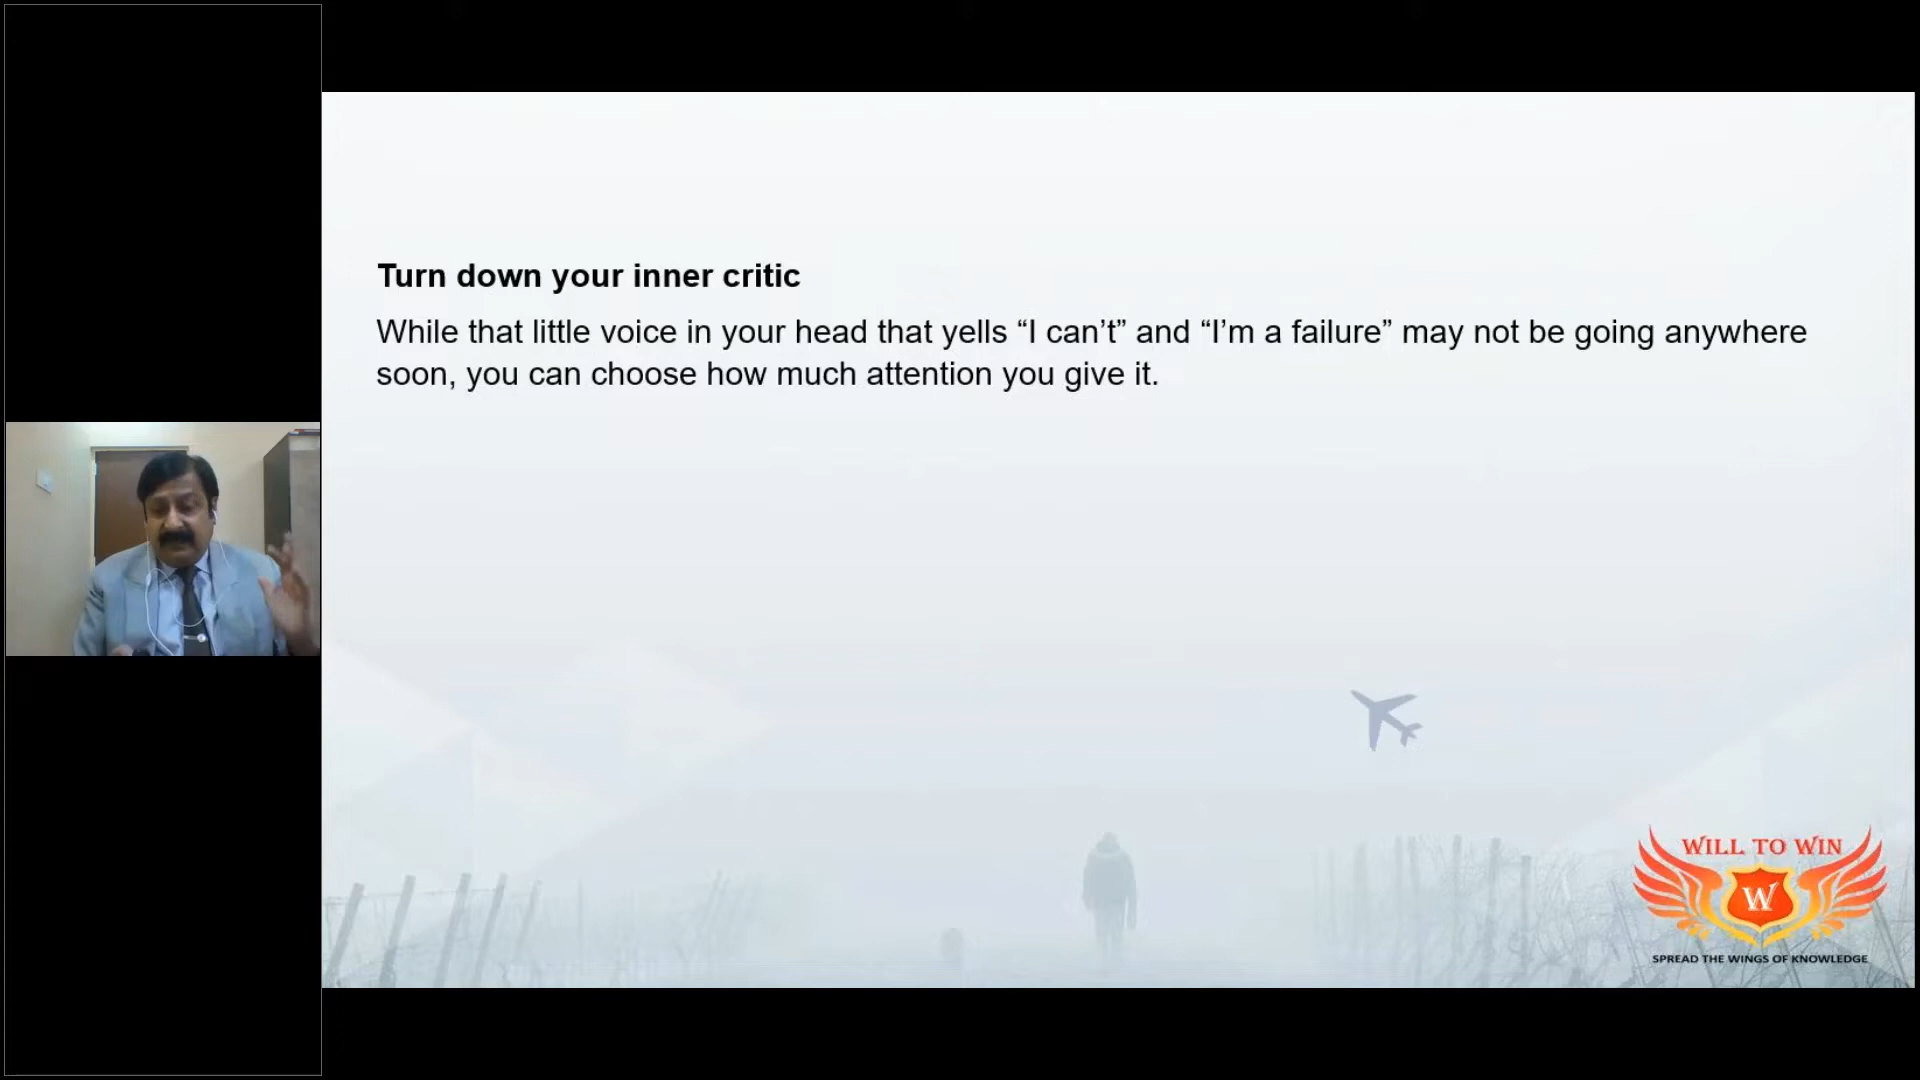 Turn down your inner critic
While that little voice in your head that yells “I can’t” and “I’m a failure” may not be going anywhere
soon, you can choose how much attention you give it.
WILL TO WIN
W
SPREAD THE WINGS OF KNOWLEDGE